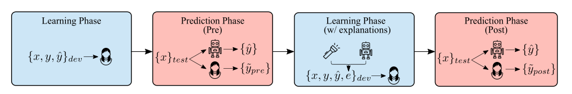 Learning Phase
{x, y, ŷ}dev
Prediction Phase
(Pre)
{x}test
{ŷ}
{ỹpre}
Learning Phase
(w/ explanations)
{x, y, ŷ, ê}dev
Prediction Phase
(Post)
{x}test
{ŷ}
{ỹpost}